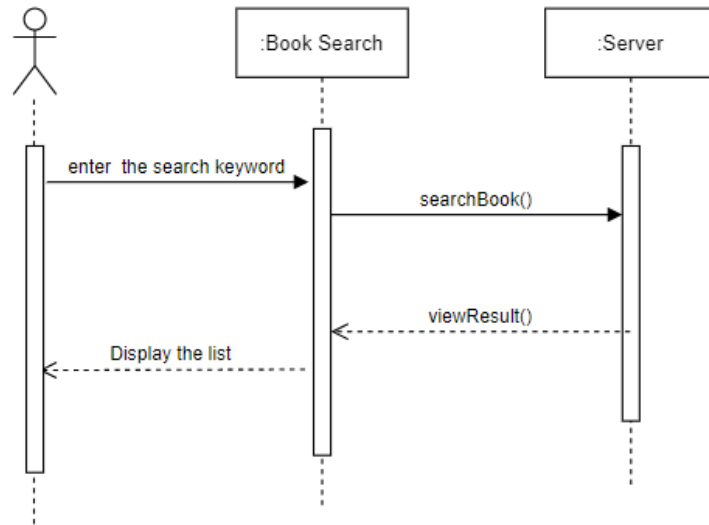 :Book Search
:Server
enter the search keyword
searchBook()
viewResult()
Display the list